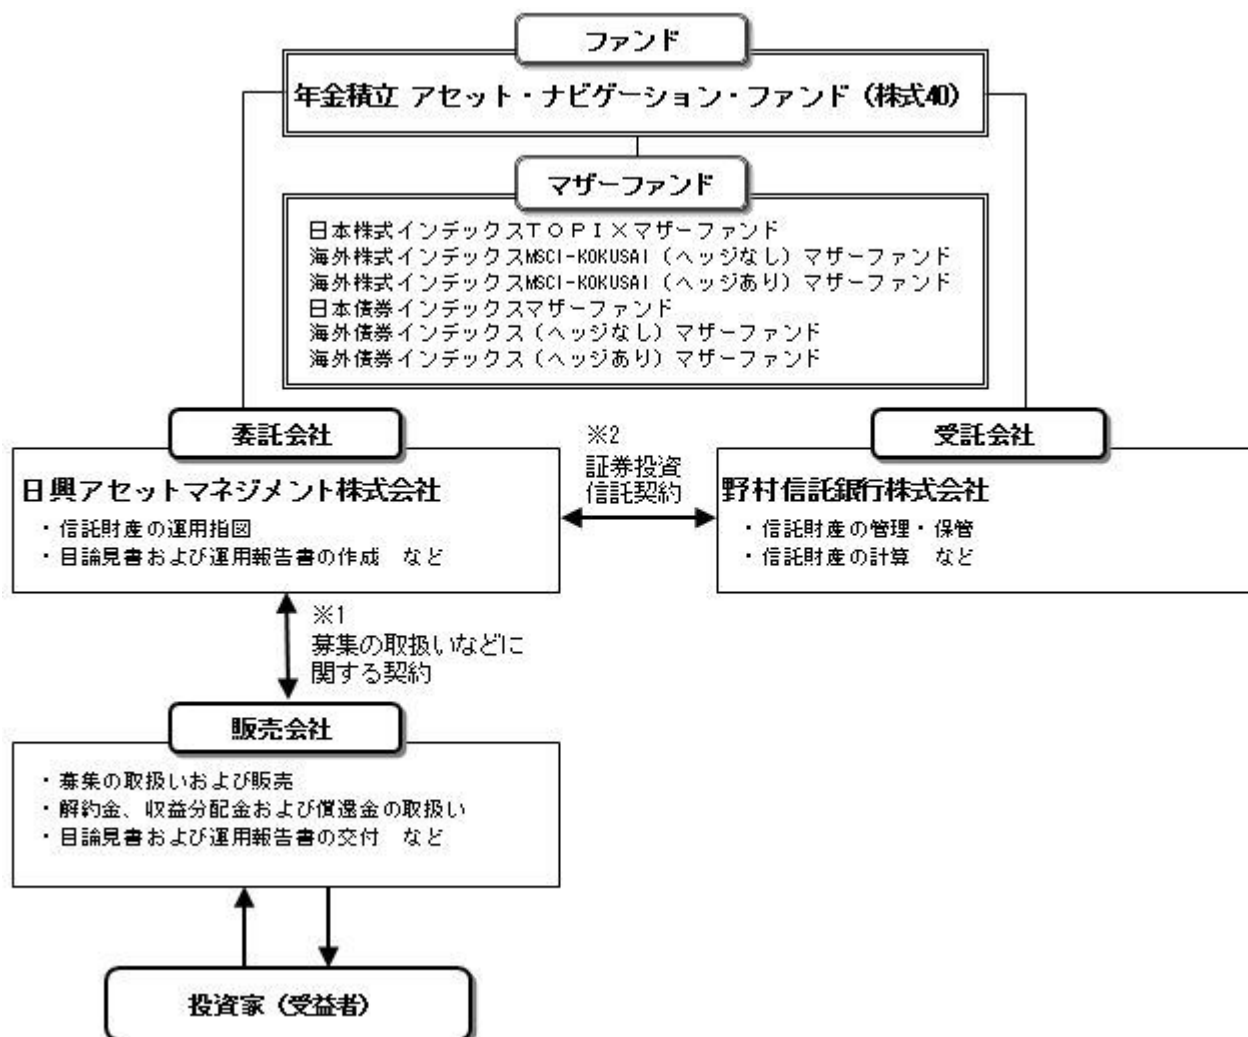 ファンド
年金積立 アセット・ナビゲーション・ファンド（株式40）
マザーファンド
日本株式インデックスTOPIXマザーファンド
海外株式インデックスMSCI-KOKUSAI（ヘッジなし）マザーファンド
海外株式インデックスMSCI-KOKUSAI（ヘッジあり）マザーファンド
日本債券インデックスマザーファンド
海外債券インデックス（ヘッジなし）マザーファンド
海外債券インデックス（ヘッジあり）マザーファンド
委託会社
日興アセットマネジメント株式会社
・信託財産の運用指図
・目論見書および運用報告書の作成　など
※2
証券投資
信託契約
受託会社
野村信託銀行株式会社
・信託財産の管理・保管
・信託財産の計算　など
※1
募集の取扱いなどに
関する契約
販売会社
・募集の取扱いおよび販売
・解約金、収益分配金および償還金の取扱い
・目論見書および運用報告書の交付　など
投資家（受益者）